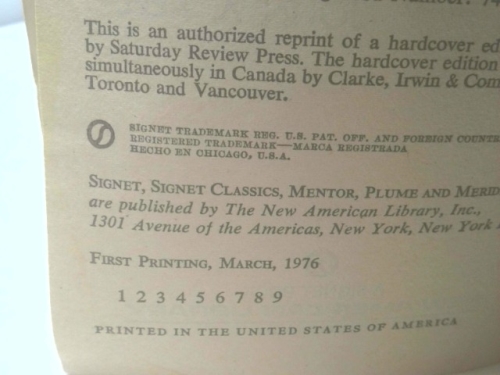 This is an authorized reprint of a hardcover
by Saturday Review Press. The hardcover edition
simultaneously in Canada by Clarke, Irwin &
Toronto and Vancouver.
SIGNET TRADEMARK REG. U.S. PAT. OFF. AND FOREIGN
REGISTERED TRADEMARK—MARCA REGISTRADA
HECHO EN CHICAGO, U.S.A.
SIGNET, SIGNET CLASSICS, MENTOR, PLUME AND
are published by The New American Library, Inc.,
1301 Avenue of the Americas, New York, New York
FIRST PRINTING, MARCH, 1976
1 2 3 4 5 6 7 8 9
PRINTED IN THE UNITED STATES OF AMERICA